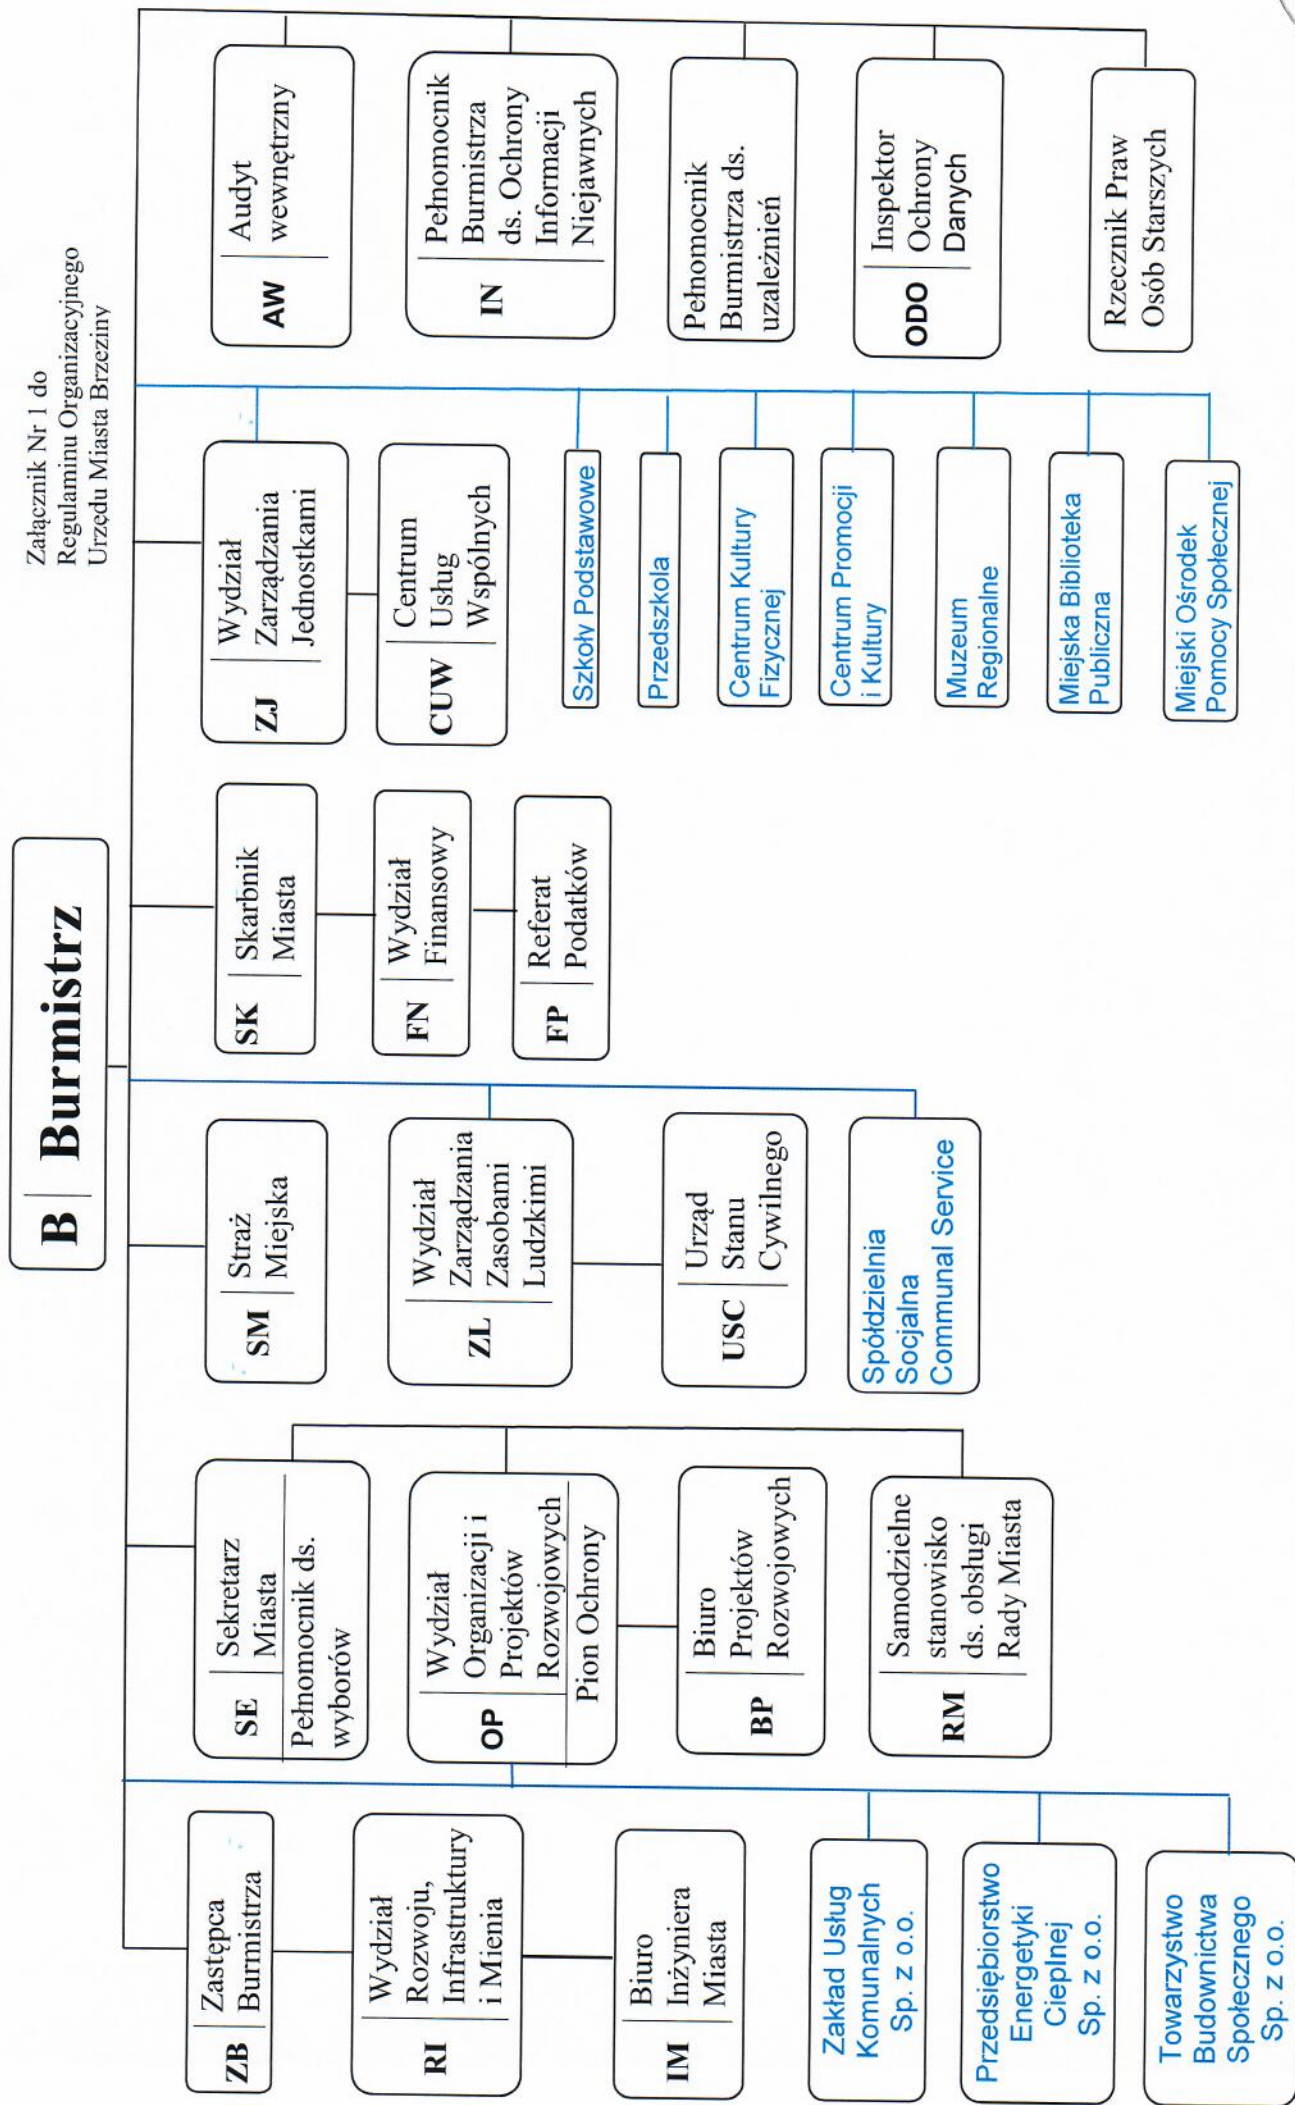 Załącznik Nr 1 do
Regulaminu Organizacyjnego
Urzędu Miasta Brzeziny
B Burmistrz
ZB Zastępca
Burmistrza
RI Wydział
Rozwoju,
Infrastruktury
i Mienia
IM Biuro
Inżyniera
Miasta
Zakład Usług
Komunalnych
Sp. z o.o.
Przedsiębiorstwo
Energetyki
Cieplnej
Sp. z o.o.
Towarzystwo
Budownictwa
Społecznego
Sp. z o.o.
SE Sekretarz
Miasta
Pełnomocnik ds.
wyborów
OP Wydział
Organizacji i
Projektów
Rozwojowych
Pion Ochrony
BP Biuro
Projektów
Rozwojowych
RM Samodzielne
stanowisko
ds. obsługi
Rady Miasta
SM Straż
Miejska
ZL Wydział
Zarządzania
Zasobami
Ludzkimi
USC Urząd
Stanu
Cywilnego
Spółdzielnia
Socjalna
Communal Service
SK Skarbnik
Miasta
FN Wydział
Finansowy
FP Referat
Podatków
ZJ Wydział
Zarządzania
Jednostkami
CUW Centrum
Usług
Wspólnych
Szkoły Podstawowe
Przedszkola
Centrum Kultury
Fizycznej
Centrum Promocji
i Kultury
Muzeum
Regionalne
Miejska Biblioteka
Publiczna
Miejski Ośrodek
Pomocy Społecznej
AW Audyt
wewnętrzny
IN Pełnomocnik
Burmistrza
ds. Ochrony
Informacji
Niejawnych
Pełnomocnik
Burmistrza ds.
uzależnień
ODO Inspektor
Ochrony
Danych
Rzecznik Praw
Osób Starszych